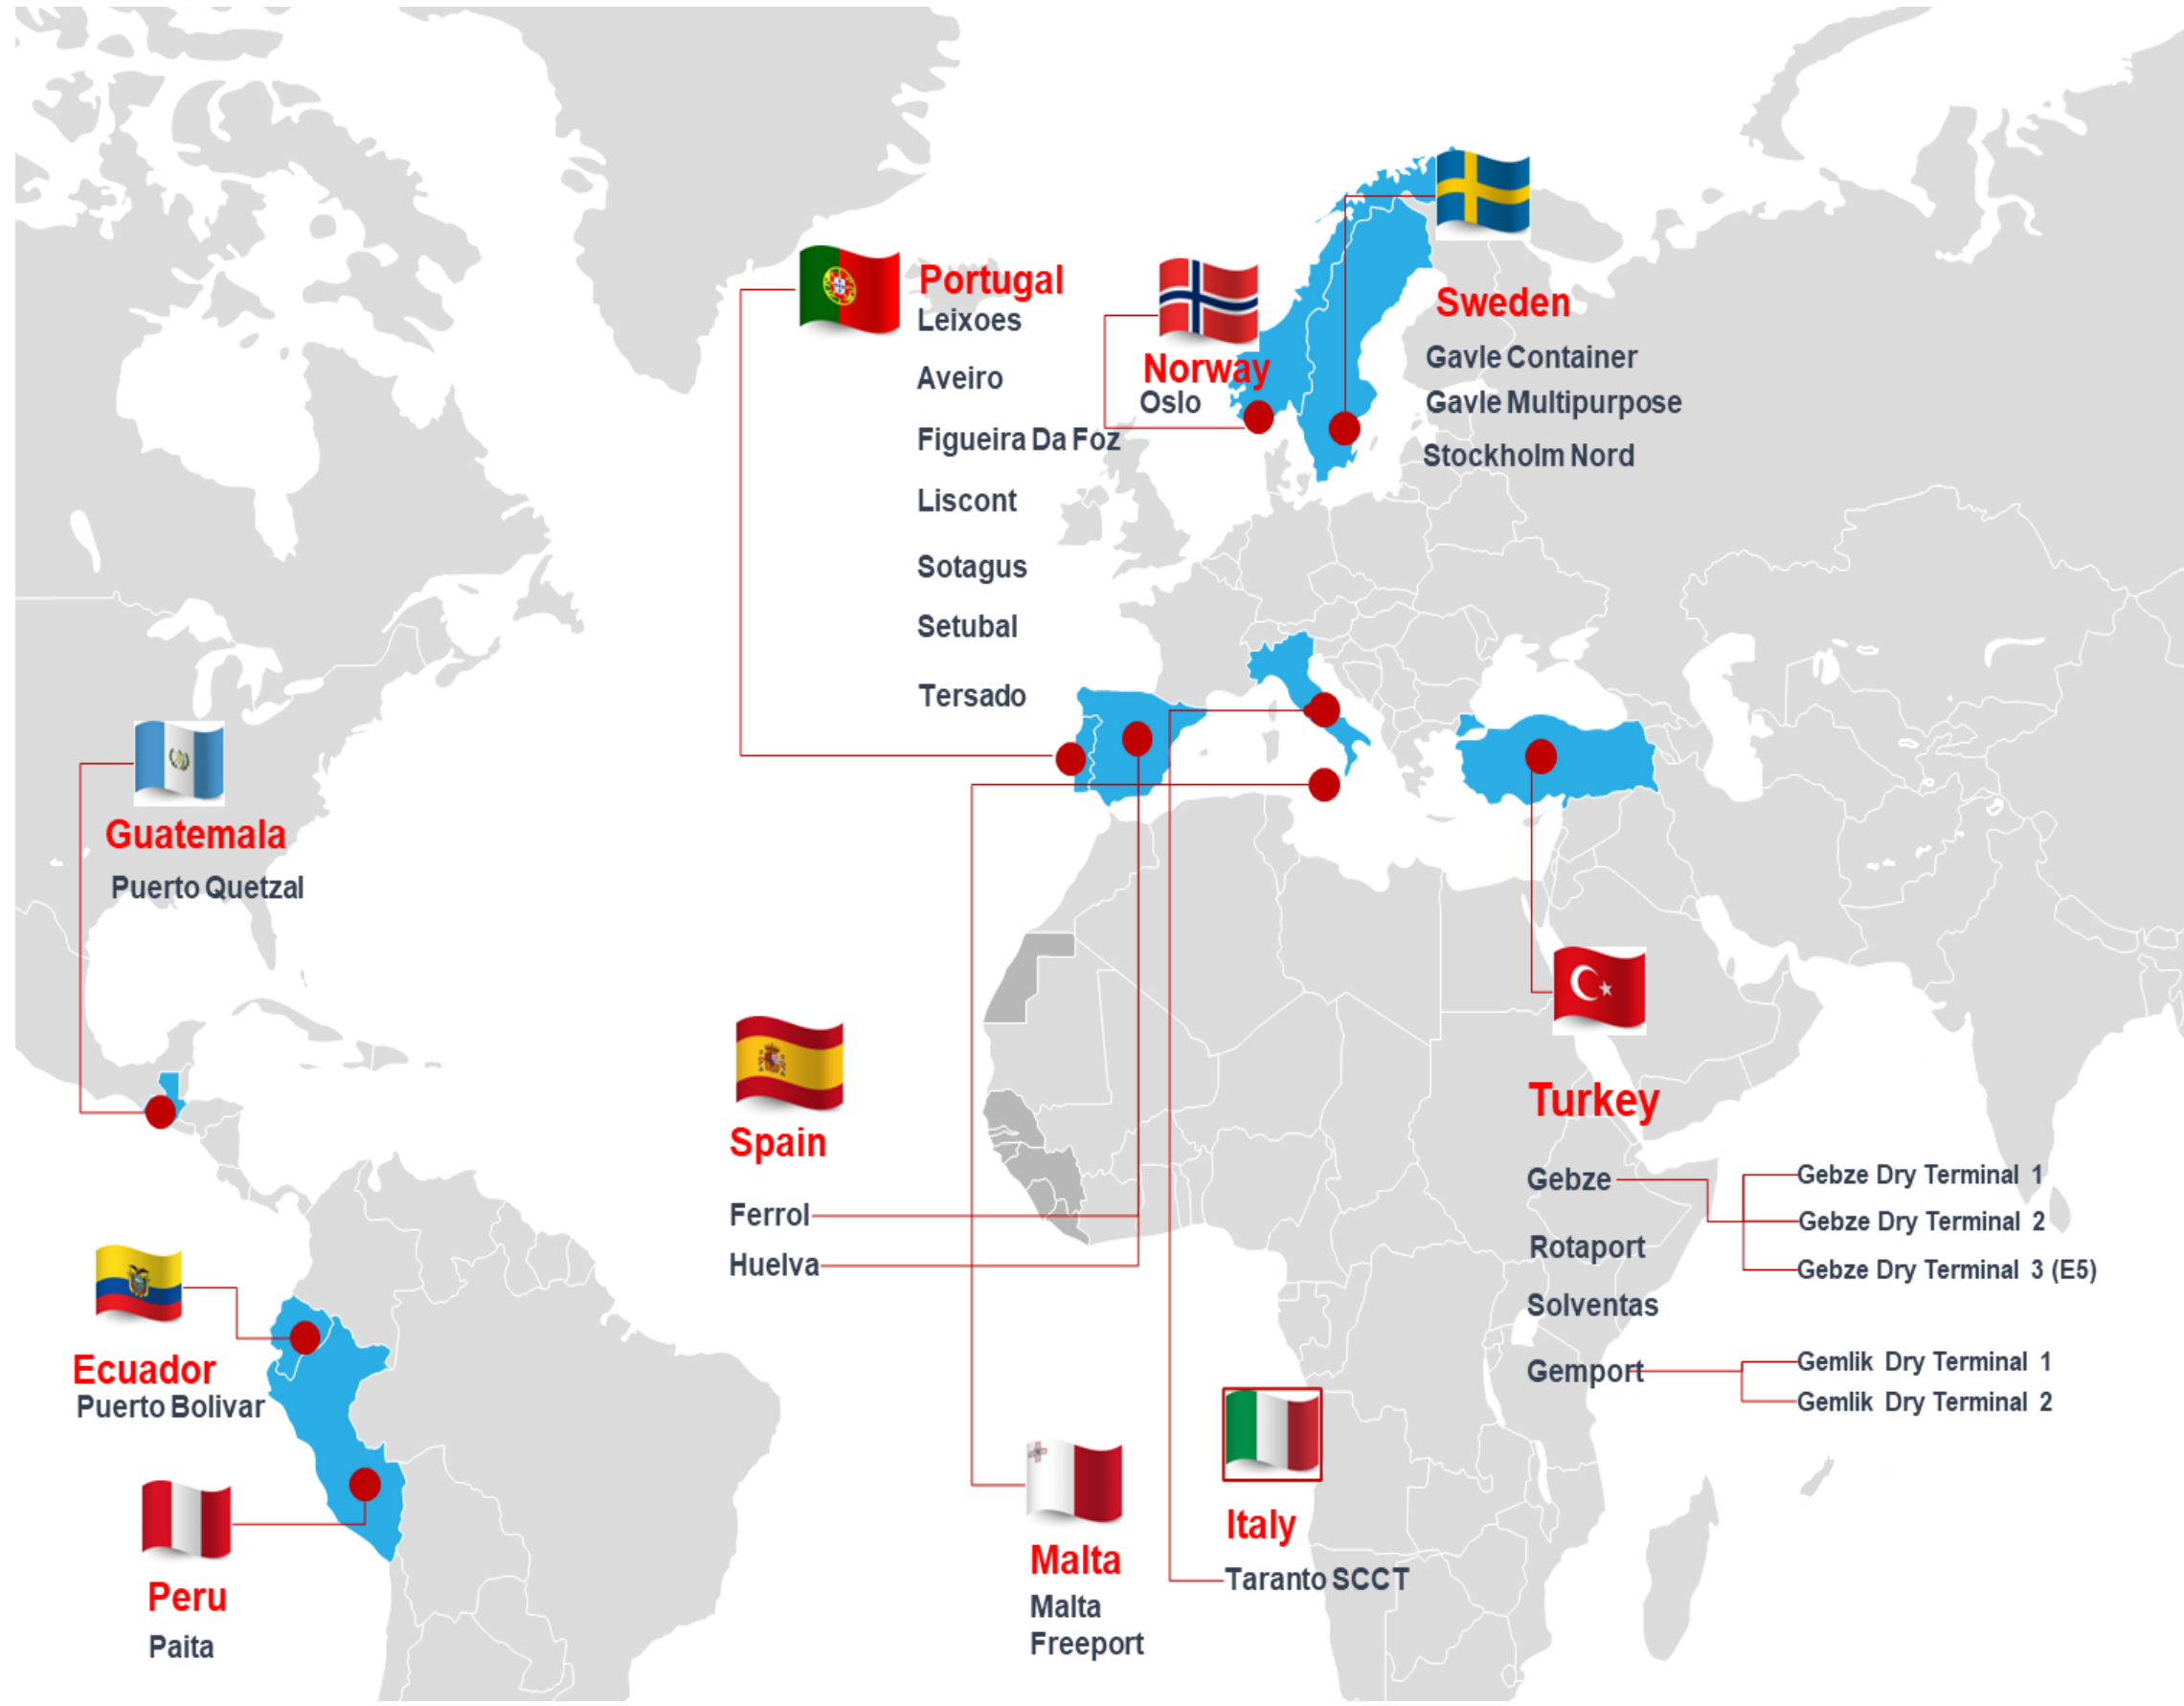 Portugal
Leixoes
Aveiro
Figueira Da Foz
Liscont
Sotagus
Setubal
Tersado
Norway
Oslo
Sweden
Gavle Container
Gavle Multipurpose
Stockholm Nord
Guatemala
Puerto Quetzal
Spain
Ferrol
Huelva
Turkey
Gebze
Gebze Dry Terminal 1
Gebze Dry Terminal 2
Gebze Dry Terminal 3 (E5)
Rotaport
Solventas
Gemport
Gemlik Dry Terminal 1
Gemlik Dry Terminal 2
Ecuador
Puerto Bolivar
Peru
Paita
Malta
Malta
Freeport
Italy
Taranto SCCT